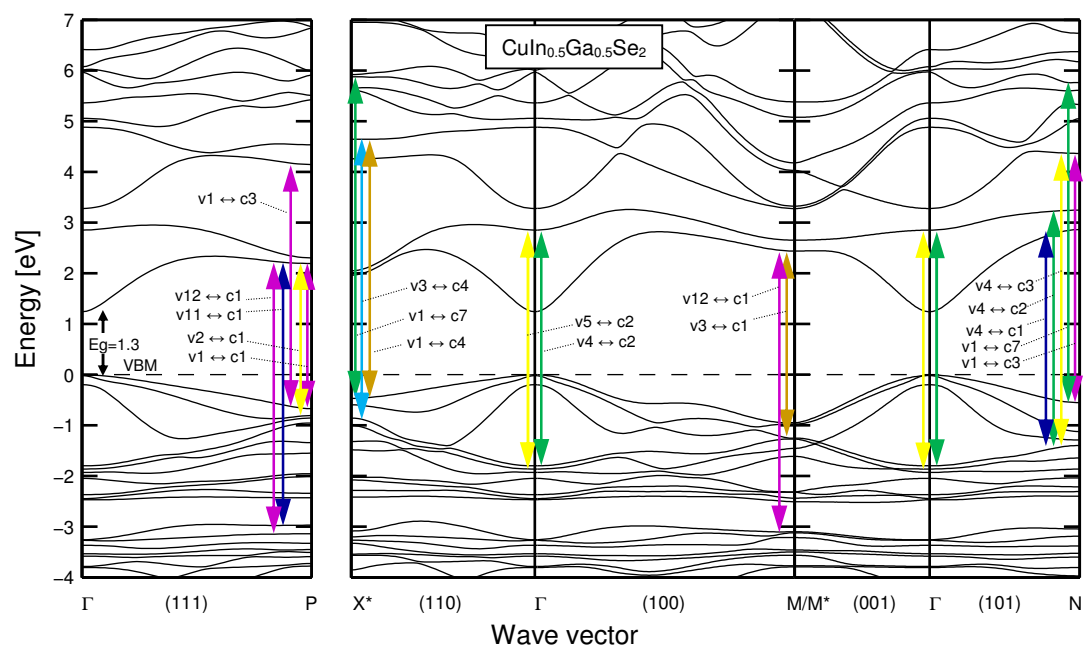 CuIn0.5Ga0.5Se2
7
6
5
4
3
2
1
0
−1
−2
−3
−4
Energy [eV]
v1 ↔ c3
v12 ↔ c1
v11 ↔ c1
v2 ↔ c1
v1 ↔ c1
Eg=1.3
VBM
v3 ↔ c4
v1 ↔ c7
v1 ↔ c4
v5 ↔ c2
v4 ↔ c2
v12 ↔ c1
v3 ↔ c1
v4 ↔ c3
v4 ↔ c2
v4 ↔ c1
v1 ↔ c7
v1 ↔ c3
Γ (111) P X* (110) Γ (100) M/M* (001) Γ (101) N
Wave vector